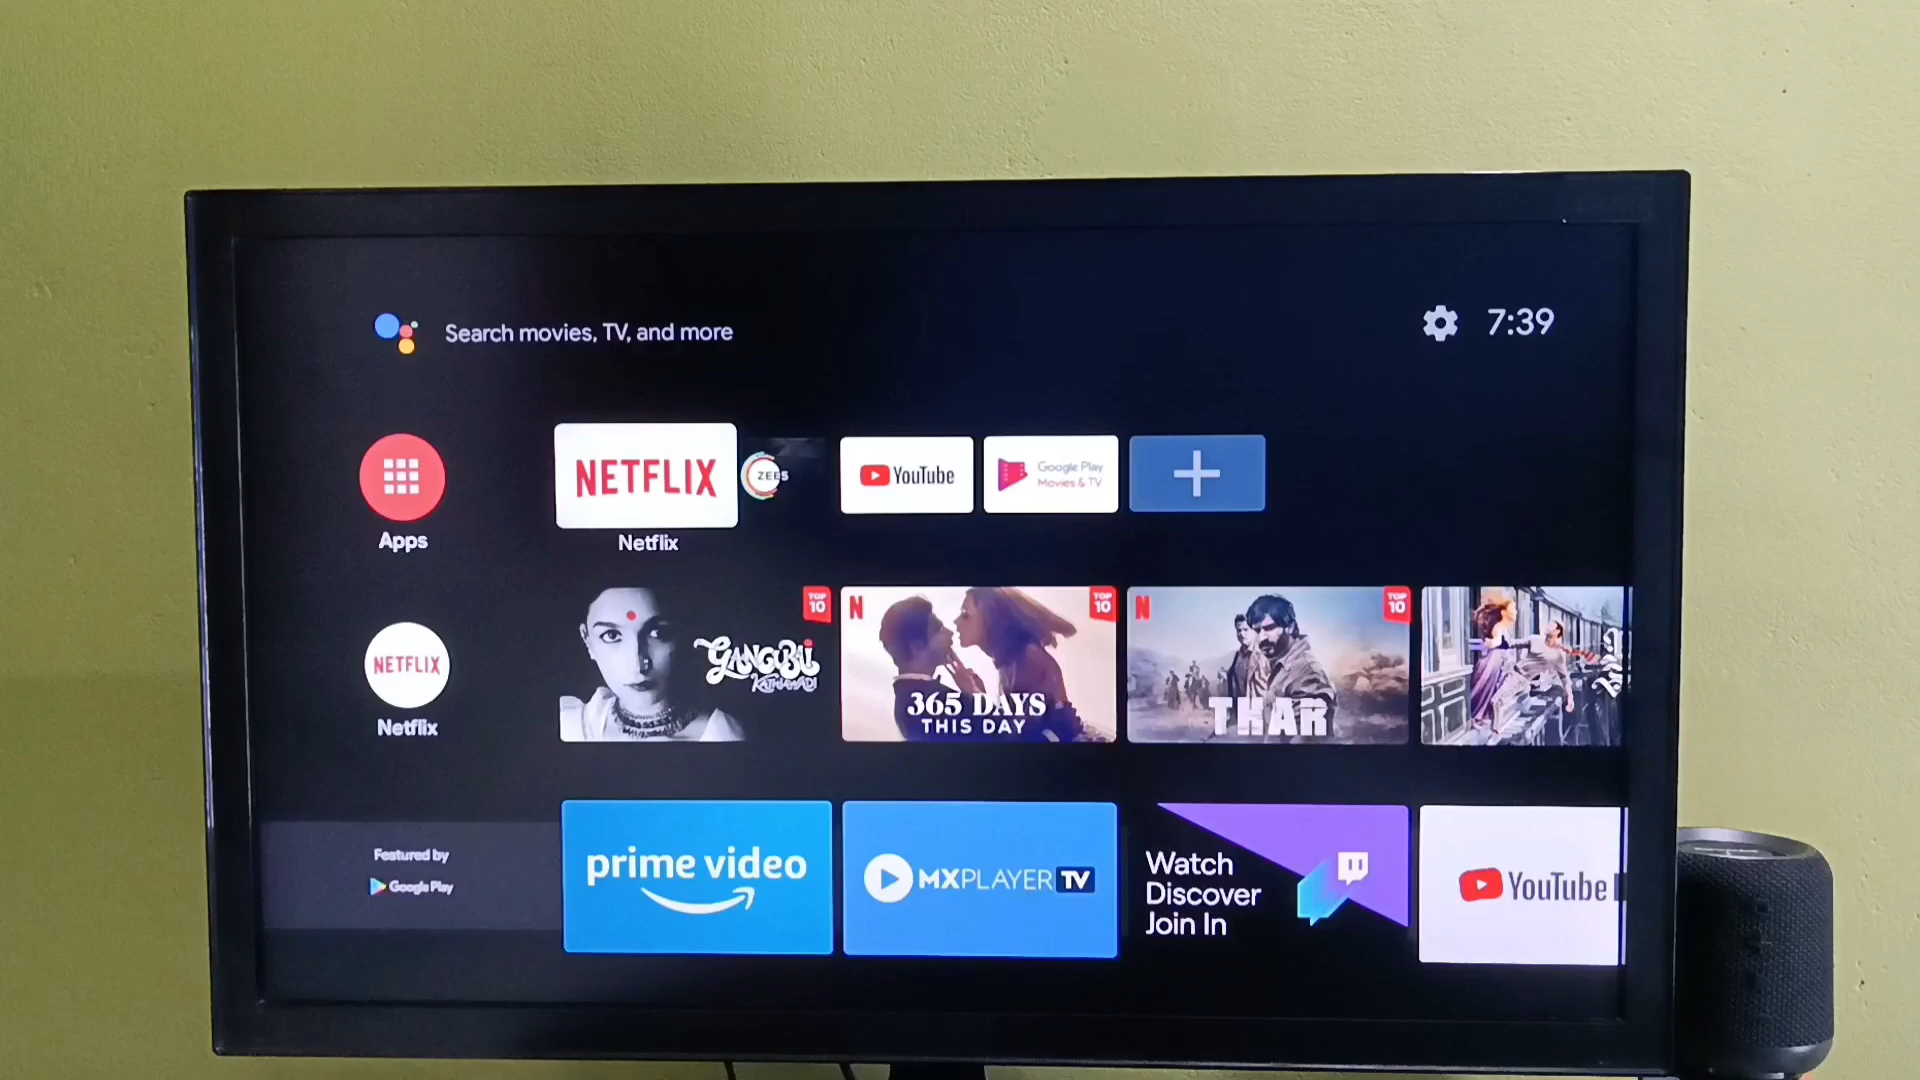 Search movies, TV, and more
7:39
NETFLIX
ZEE5
YouTube
Google Play
Movies & TV
Apps
Netflix
TOP
10
N
TOP
10
N
TOP
10
GANGUBAI
KATHIAWADI
365 DAYS
THIS DAY
THAR
NETFLIX
Netflix
Featured by
Google Play
prime video
MXPLAYER TV
Watch
Discover
Join In
YouTube